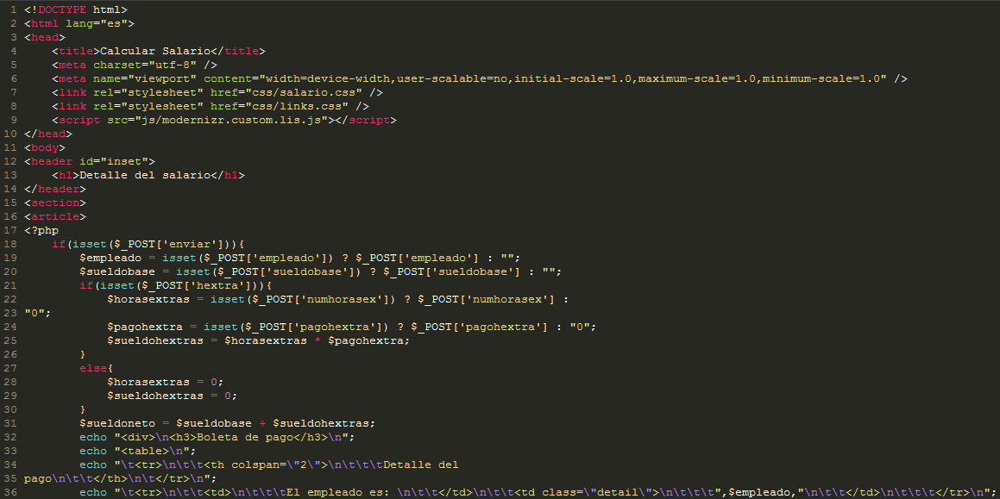 1 <!DOCTYPE html>
2 <html lang="es">
3 <head>
4     <title>Calcular Salario</title>
5     <meta charset="utf-8" />
6     <meta name="viewport" content="width=device-width,user-scalable=no,initial-scale=1.0,maximum-scale=1.0,minimum-scale=1.0" />
7     <link rel="stylesheet" href="css/salario.css" />
8     <link rel="stylesheet" href="css/links.css" />
9     <script src="js/modernizr.custom.lis.js"></script>
10 </head>
11 <body>
12 <header id="inset">
13     <h1>Detalle del salario</h1>
14 </header>
15 <section>
16 <article>
17 <?php
18     if(isset($_POST['enviar'])){
19         $empleado = isset($_POST['empleado']) ? $_POST['empleado'] : "";
20         $sueldobase = isset($_POST['sueldobase']) ? $_POST['sueldobase'] : "";
21         if(isset($_POST['hextra'])){
22             $horasextras = isset($_POST['numhorasex']) ? $_POST['numhorasex'] :
23 "0";
24             $pagohextra = isset($_POST['pagohextra']) ? $_POST['pagohextra'] : "0";
25             $sueldohextras = $horasextras * $pagohextra;
26         }
27         else{
28             $horasextras = 0;
29             $sueldohextras = 0;
30         }
31         $sueldoneto = $sueldobase + $sueldohextras;
32         echo "<div>\n<h3>Boleta de pago</h3>\n";
33         echo "<table>\n";
34         echo "\t<tr>\n\t\t<th colspan=\"2\">\n\t\t\tDetalle del
35 pago\n\t\t</th>\n\t</tr>\n";
36         echo "\t<tr>\n\t\t<td>\n\t\t\tEl empleado es: \n\t\t</td>\n\t\t<td class=\"detail\">\n\t\t\t",$empleado,"\n\t\t</td>\n\t\t\t</tr>\n";